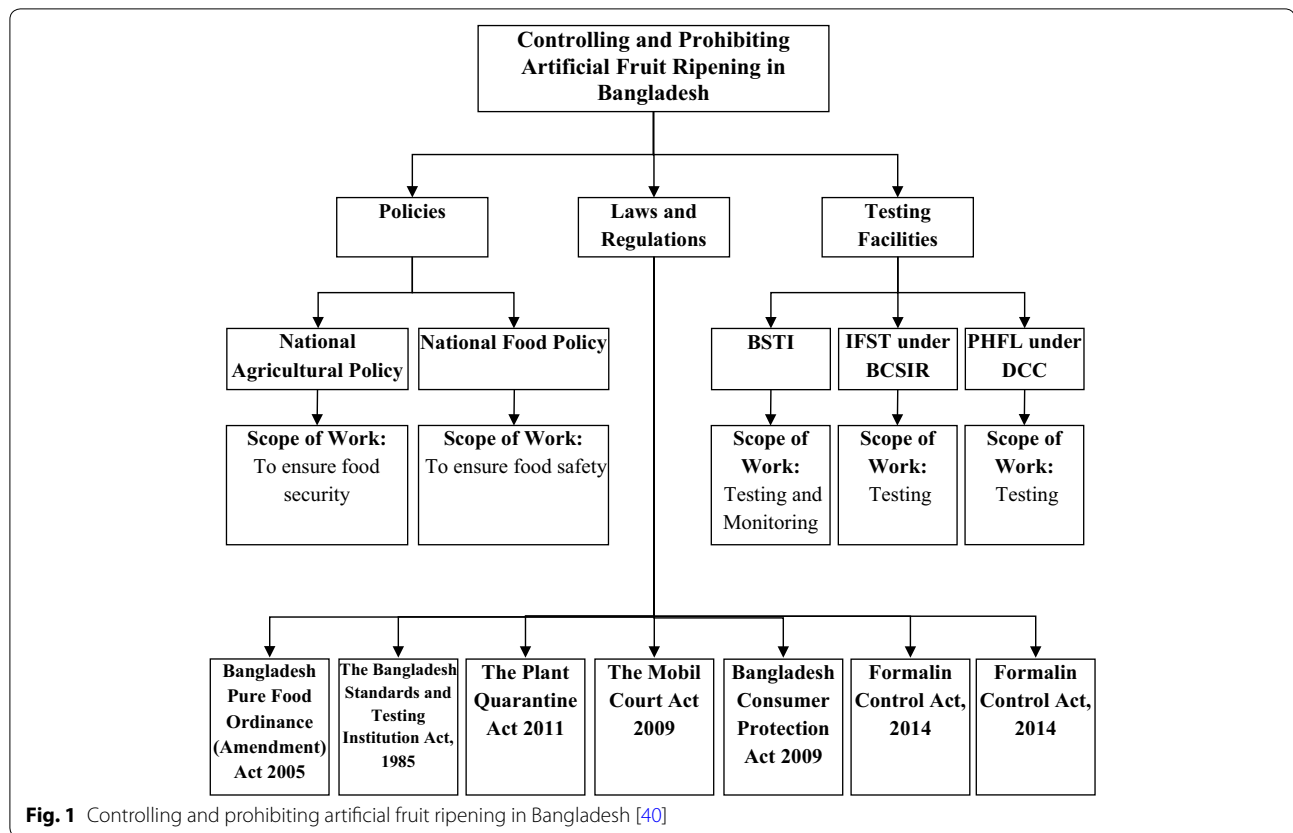 Controlling and Prohibiting
Artificial Fruit Ripening in
Bangladesh
Policies
Laws and
Regulations
Testing
Facilities
National
Agricultural Policy
National Food Policy
BSTI
IFST under
BCSIR
PHFL under
DCC
Scope of Work:
To ensure food
security
Scope of Work:
To ensure food safety
Scope of
Work:
Testing and
Monitoring
Scope of
Work:
Testing
Scope of
Work:
Testing
Bangladesh
Pure Food
Ordinance
(Amendment)
Act 2005
The Bangladesh
Standards and
Testing
Institution Act,
1985
The Plant
Quarantine
Act 2011
The Mobil
Court Act
2009
Bangladesh
Consumer
Protection
Act 2009
Formalin
Control Act,
2014
Formalin
Control Act,
2014
Fig. 1 Controlling and prohibiting artificial fruit ripening in Bangladesh [40]